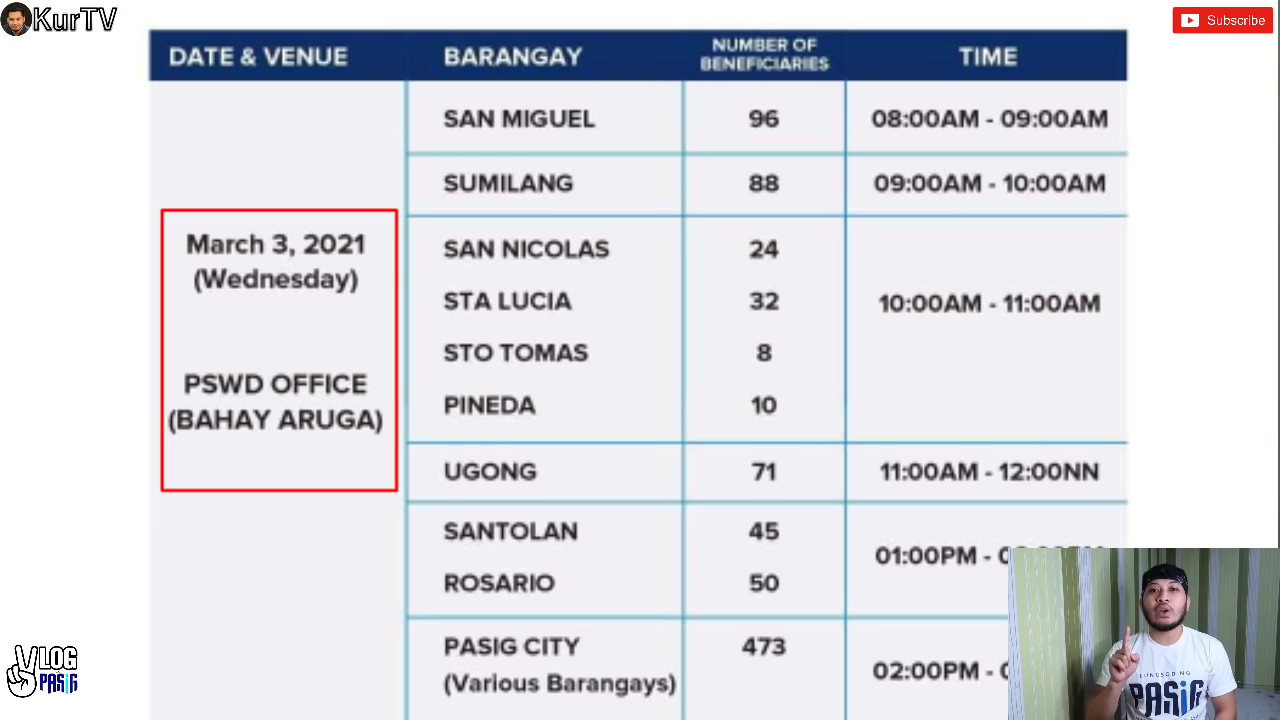 KurTV
Subscribe
DATE & VENUE
BARANGAY
NUMBER OF
BENEFICIARIES
TIME
March 3, 2021
(Wednesday)
PSWD OFFICE
(BAHAY ARUGA)
SAN MIGUEL 96 08:00AM - 09:00AM
SUMILANG 88 09:00AM - 10:00AM
SAN NICOLAS 24
STA LUCIA 32
10:00AM - 11:00AM
STO TOMAS 8
PINEDA 10
UGONG 71 11:00AM - 12:00NN
SANTOLAN 45
01:00PM -
ROSARIO 50
PASIG CITY 473
(Various Barangays)
02:00PM -
VLOG
PASIG
LUNGSOD NG
PASIG